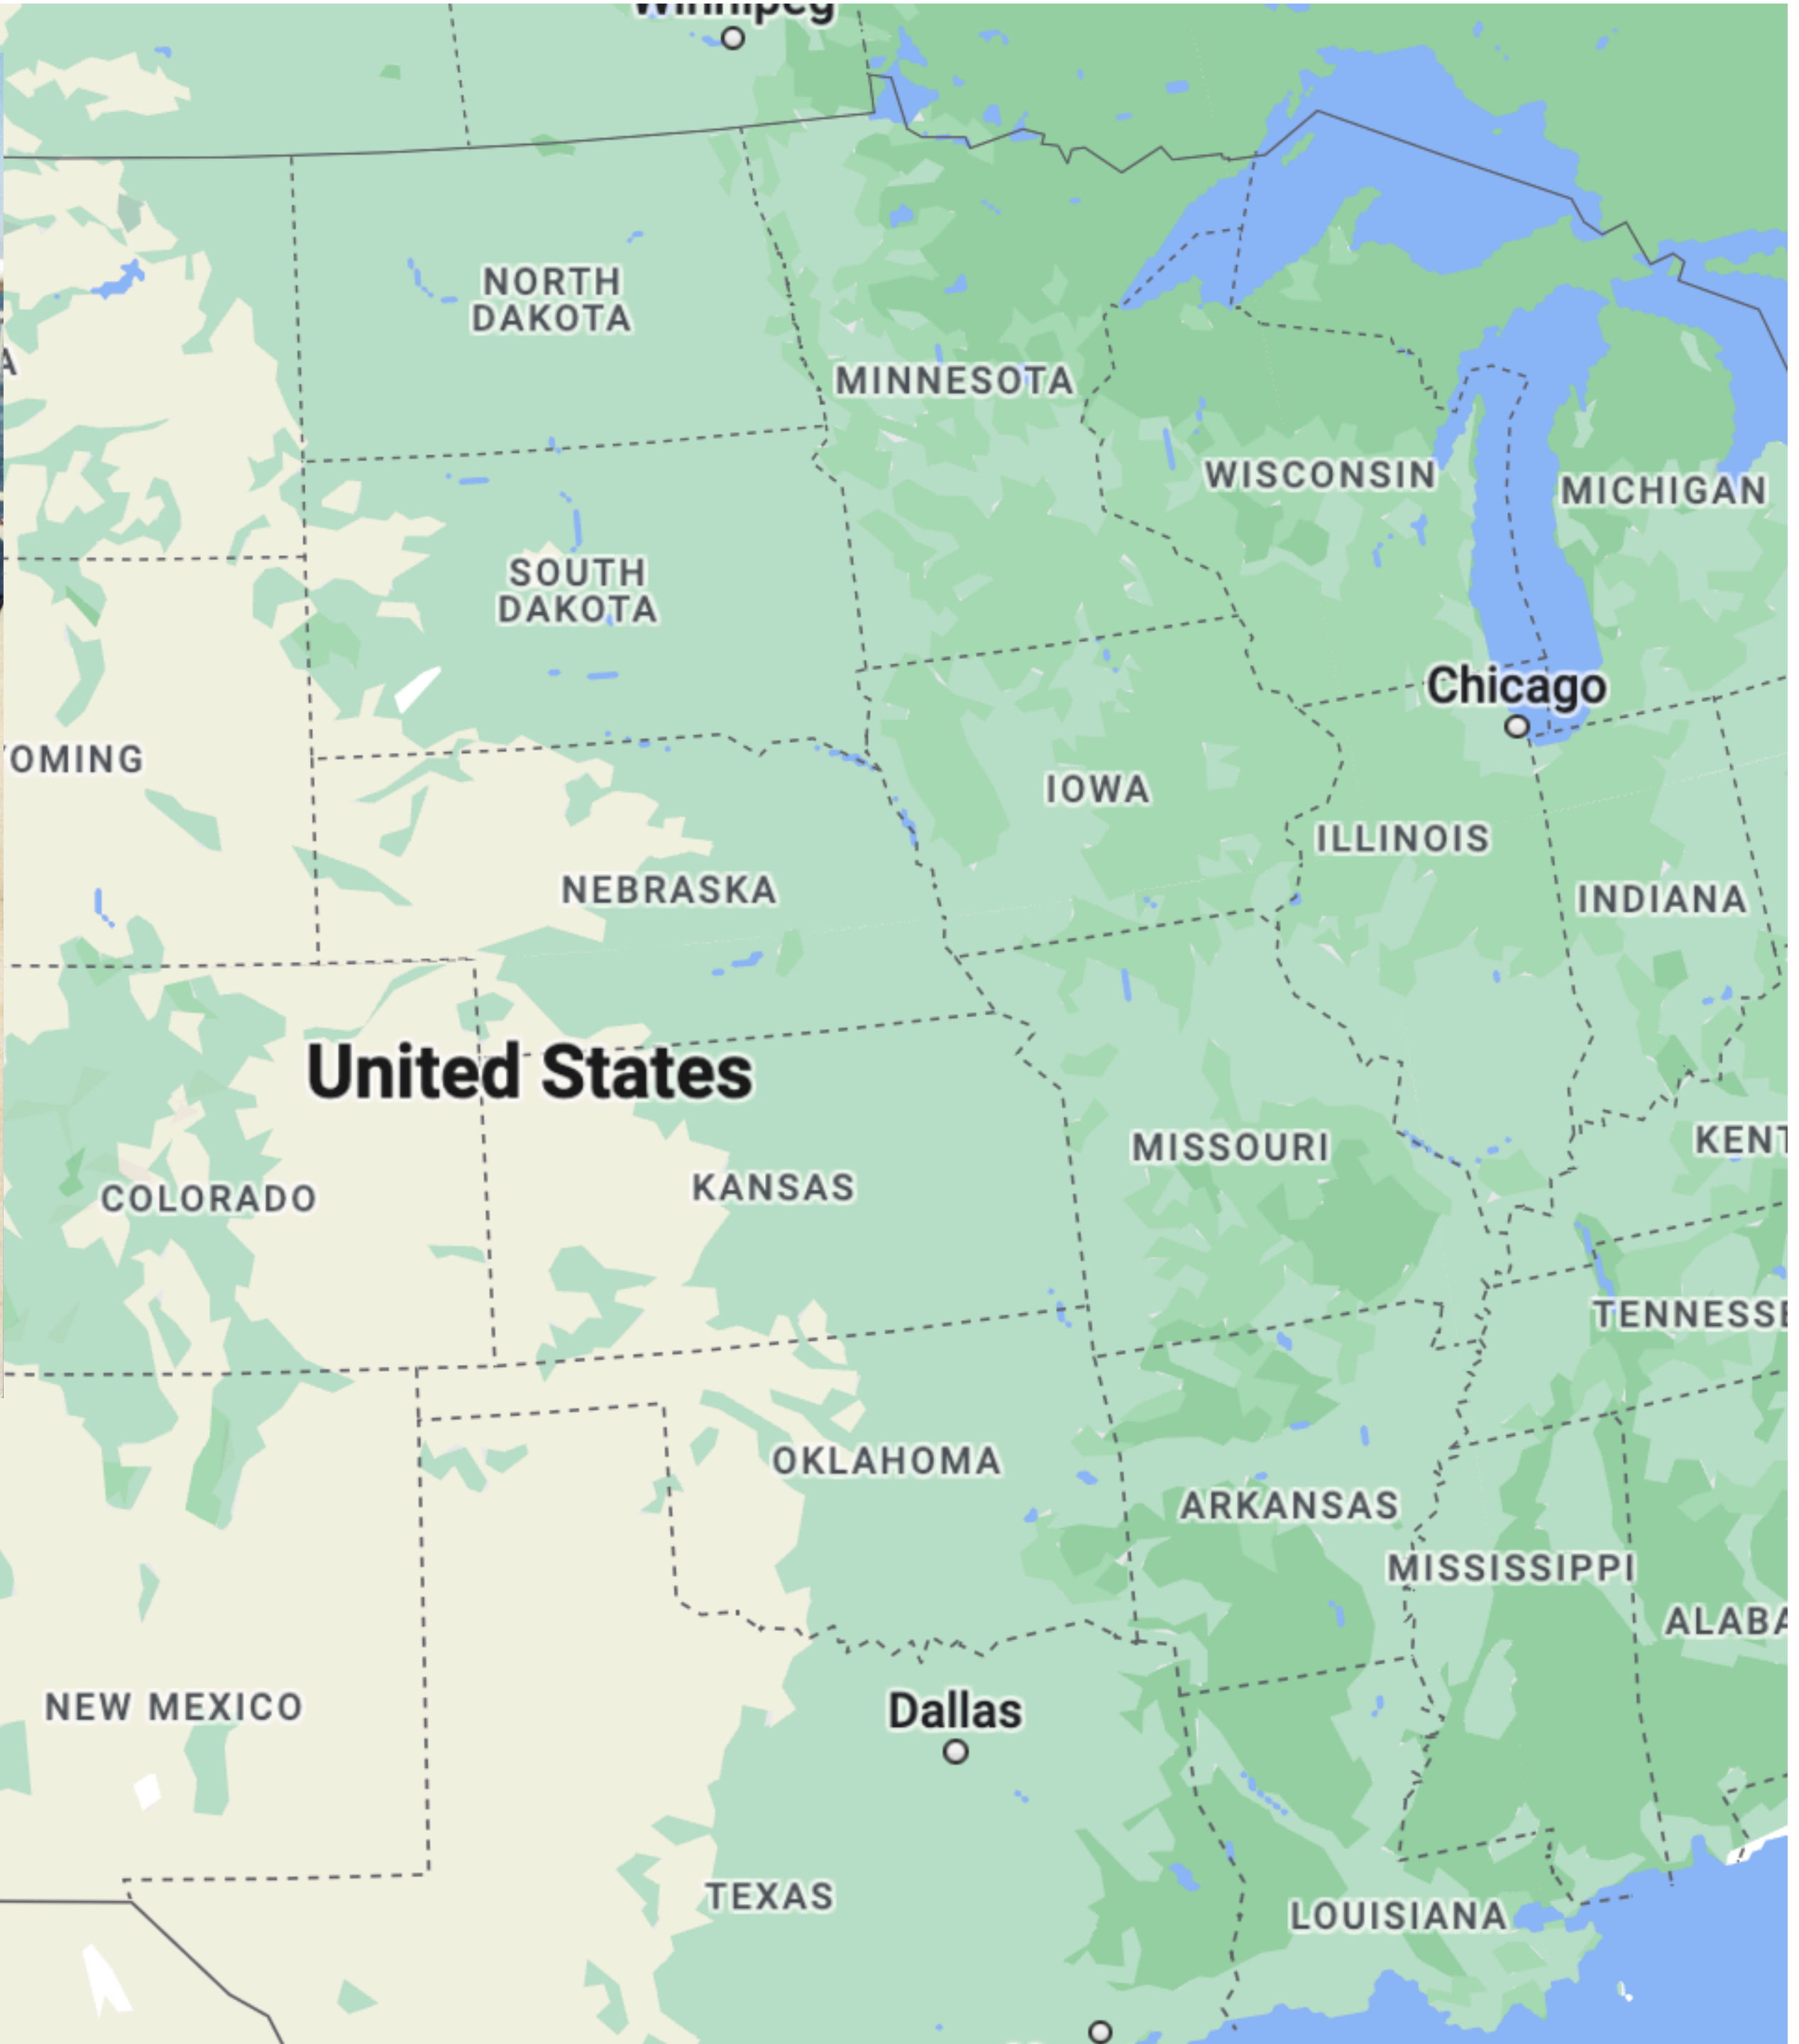 Winnipeg
NORTH
DAKOTA
A
MINNESOTA
WISCONSIN
MICHIGAN
SOUTH
DAKOTA
Chicago
OMING
IOWA
ILLINOIS
NEBRASKA
INDIANA
United States
MISSOURI
KENT
KANSAS
COLORADO
TENNESSE
OKLAHOMA
ARKANSAS
MISSISSIPPI
ALABA
NEW MEXICO
Dallas
TEXAS
LOUISIANA